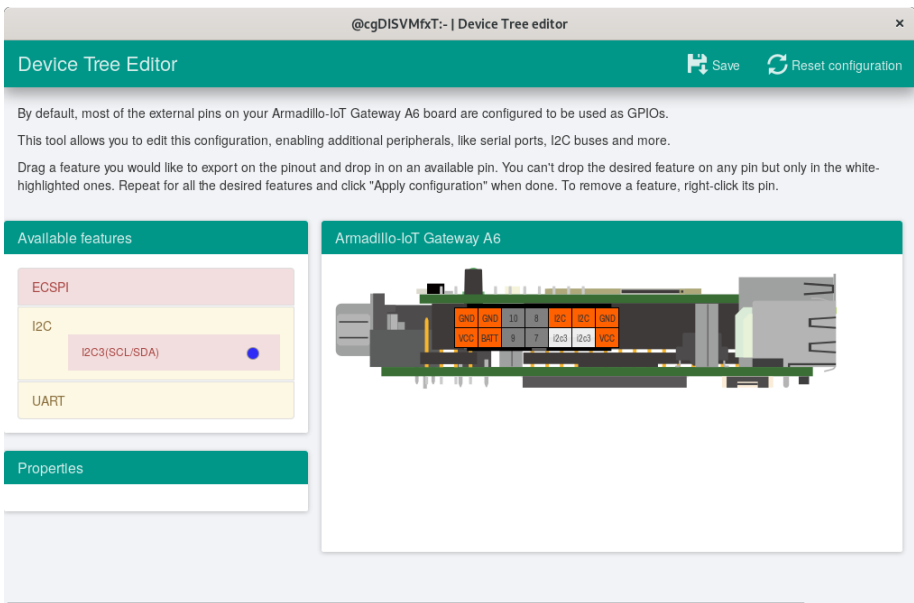 @cgDISVMfxT:- | Device Tree editor ×
Device Tree Editor Save Reset configuration
By default, most of the external pins on your Armadillo-IoT Gateway A6 board are configured to be used as GPIOs.
This tool allows you to edit this configuration, enabling additional peripherals, like serial ports, I2C buses and more.
Drag a feature you would like to export on the pinout and drop in on an available pin. You can't drop the desired feature on any pin but only in the white-
highlighted ones. Repeat for all the desired features and click "Apply configuration" when done. To remove a feature, right-click its pin.
Available features
ECSPI
I2C
I2C3(SCL/SDA)
UART
Properties
Armadillo-IoT Gateway A6
GND GND 10 8 I2C I2C GND
VCC BATT 9 7 i2c3 i2c3 VCC